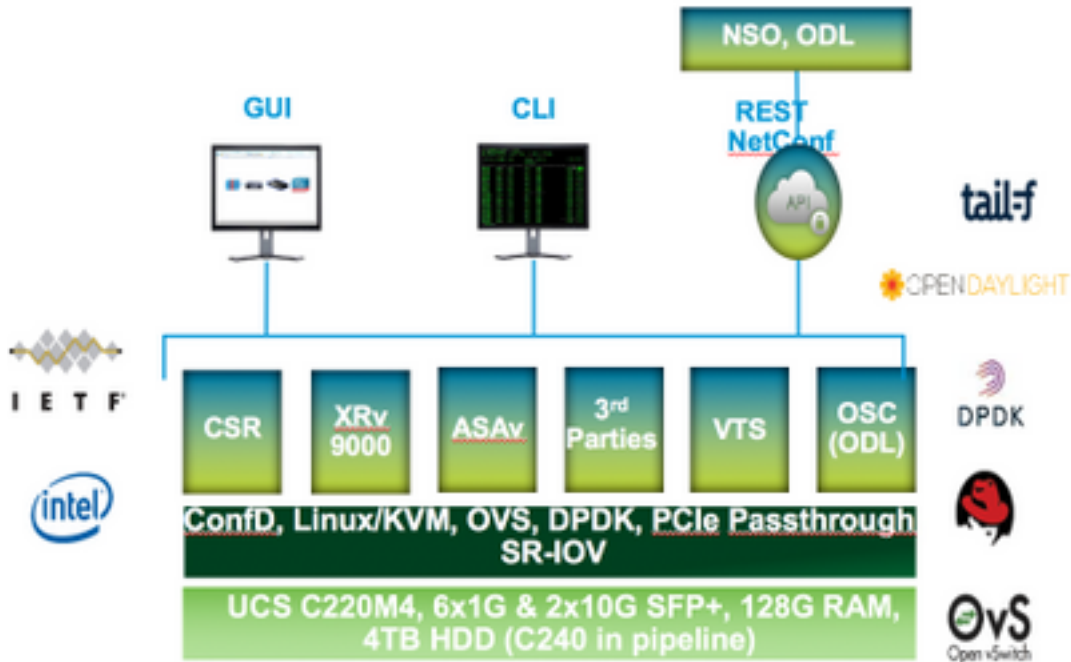 NSO, ODL
GUI
CLI
REST
NetConf
API
tail-f
OPENDAYLIGHT
IETF
CSR
XRv
9000
ASAv
3rd
Parties
VTS
OSC
(ODL)
DPDK
intel
ConfD, Linux/KVM, OVS, DPDK, PCIe Passthrough
SR-IOV
UCS C220M4, 6x1G & 2x10G SFP+, 128G RAM,
4TB HDD (C240 in pipeline)
OvS
Open vSwitch